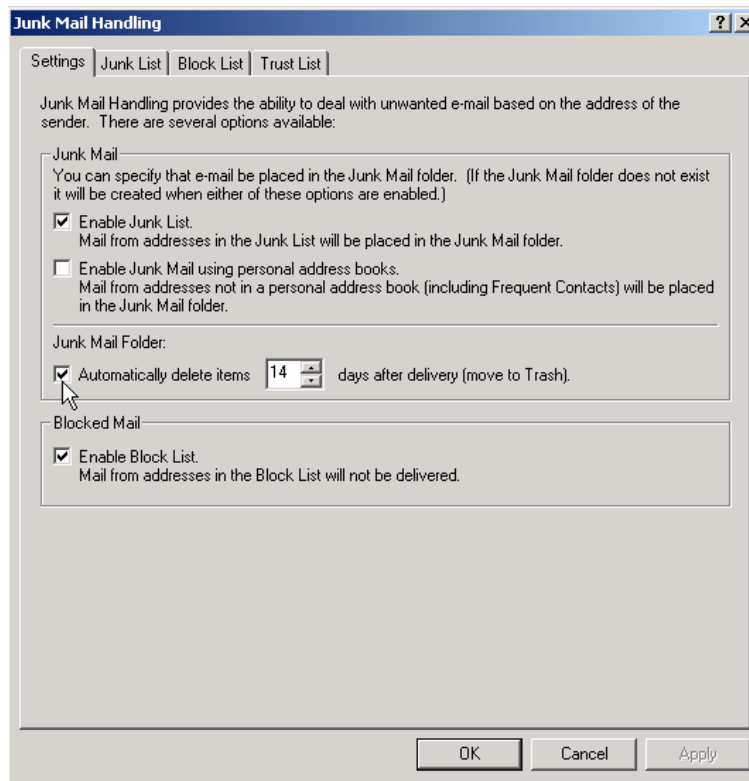 Junk Mail Handling
Settings Junk List Block List Trust List
Junk Mail Handling provides the ability to deal with unwanted e-mail based on the address of the
sender. There are several options available:
Junk Mail
You can specify that e-mail be placed in the Junk Mail folder. (If the Junk Mail folder does not exist
it will be created when either of these options are enabled.)
Enable Junk List.
Mail from addresses in the Junk List will be placed in the Junk Mail folder.
Enable Junk Mail using personal address books.
Mail from addresses not in a personal address book (including Frequent Contacts) will be placed
in the Junk Mail folder.
Junk Mail Folder:
Automatically delete items 14 days after delivery (move to Trash).
Blocked Mail
Enable Block List.
Mail from addresses in the Block List will not be delivered.
OK Cancel Apply